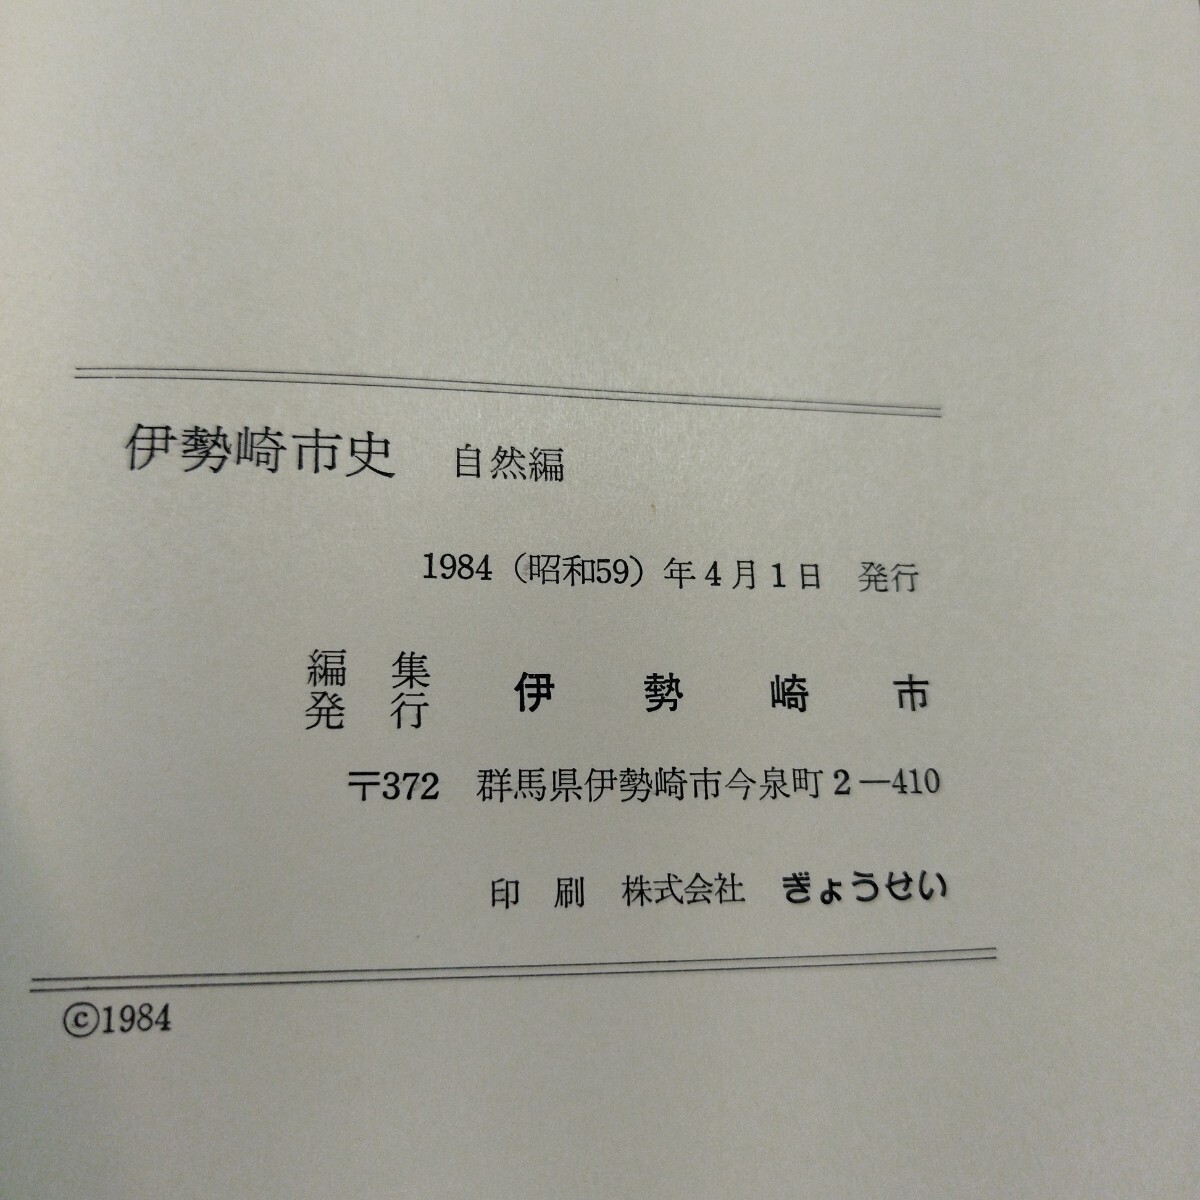 伊勢崎市史 自然編
1984（昭和59）年4月1日 発行
編集
発行 伊勢崎市
〒372 群馬県伊勢崎市今泉町2―410
印刷 株式会社 ぎょうせい
©1984